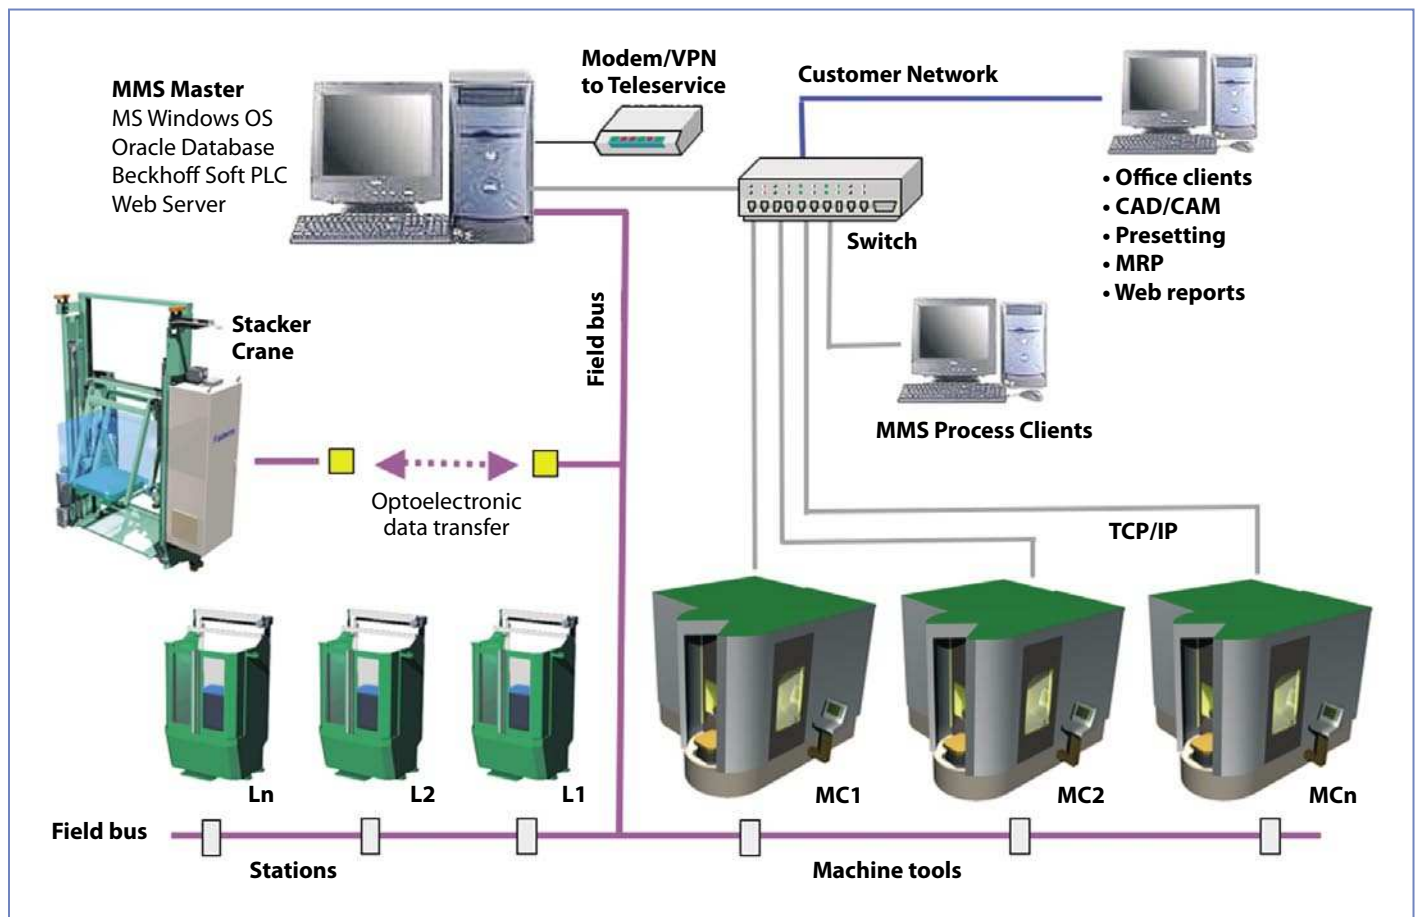 MMS Master
MS Windows OS
Oracle Database
Beckhoff Soft PLC
Web Server
Modem/VPN
to Teleservice
Customer Network
• Office clients
• CAD/CAM
• Presetting
• MRP
• Web reports
Switch
Stacker
Crane
Field bus
MMS Process Clients
Optoelectronic
data transfer
TCP/IP
Ln
L2
L1
MC1
MC2
MCn
Field bus
Stations
Machine tools